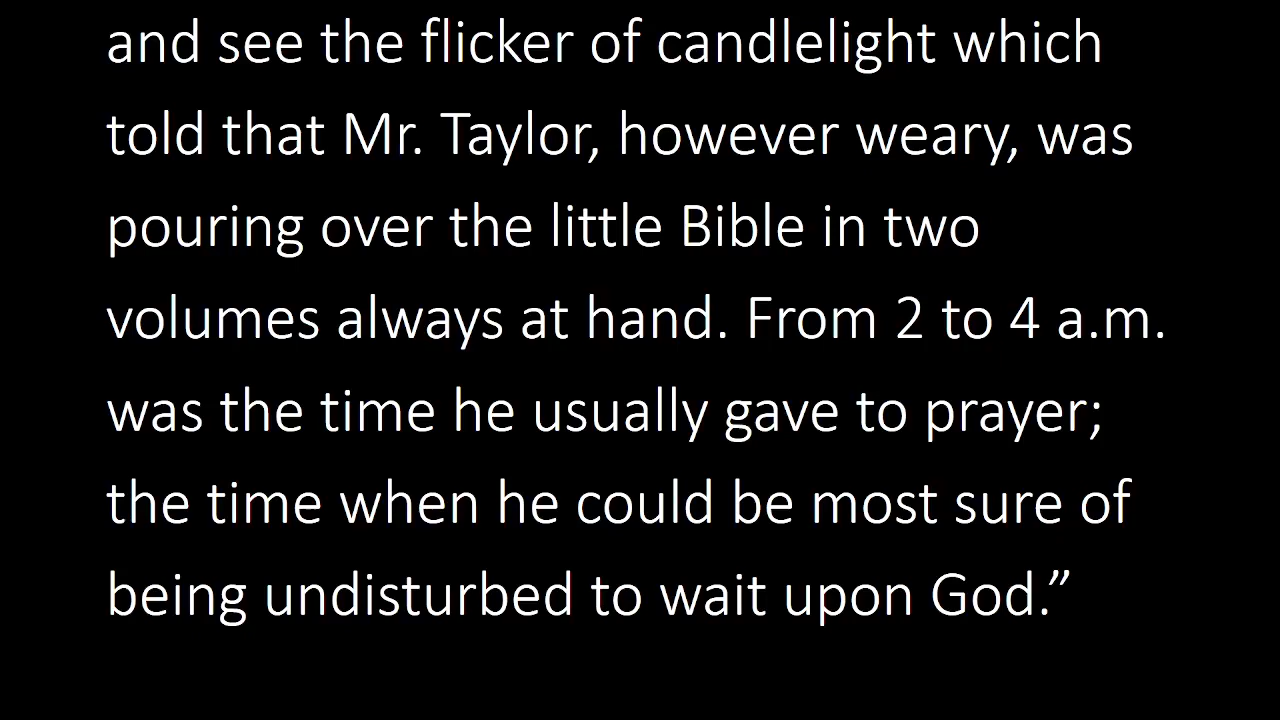 and see the flicker of candlelight which
told that Mr. Taylor, however weary, was
pouring over the little Bible in two
volumes always at hand. From 2 to 4 a.m.
was the time he usually gave to prayer;
the time when he could be most sure of
being undisturbed to wait upon God.”